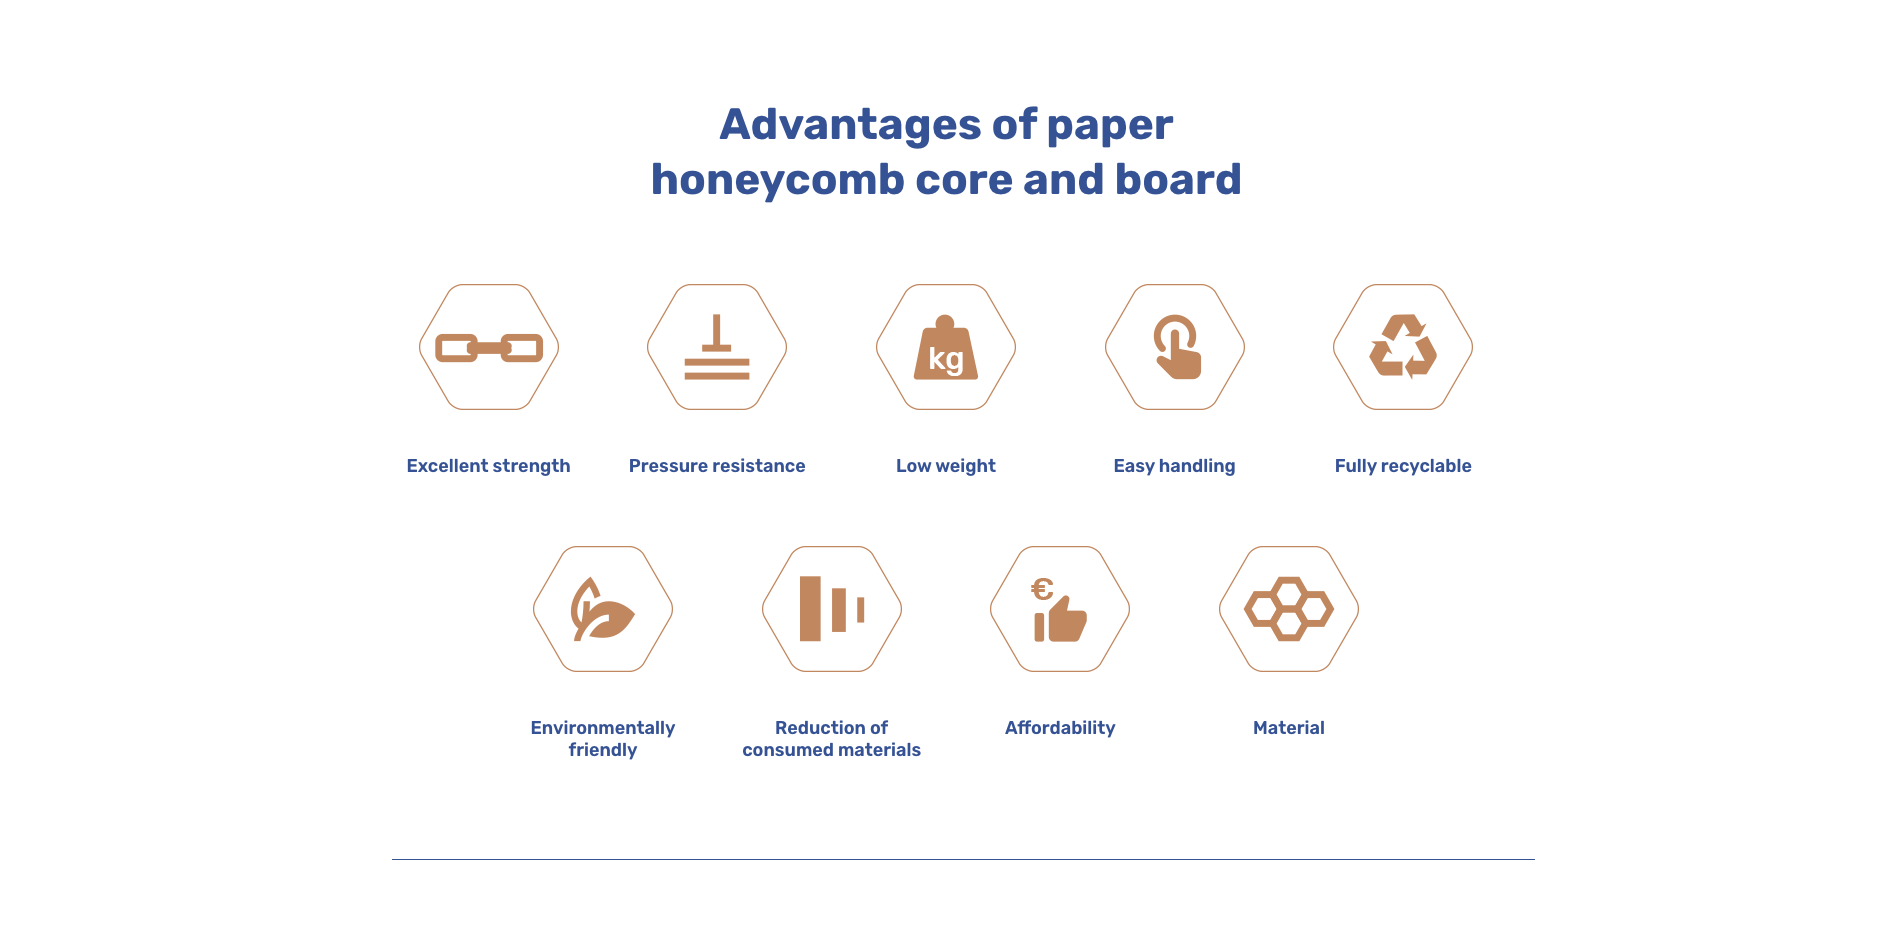 Advantages of paper
honeycomb core and board
kg
Excellent strength
Pressure resistance
Low weight
Easy handling
Fully recyclable
€
Environmentally
friendly
Reduction of
consumed materials
Affordability
Material